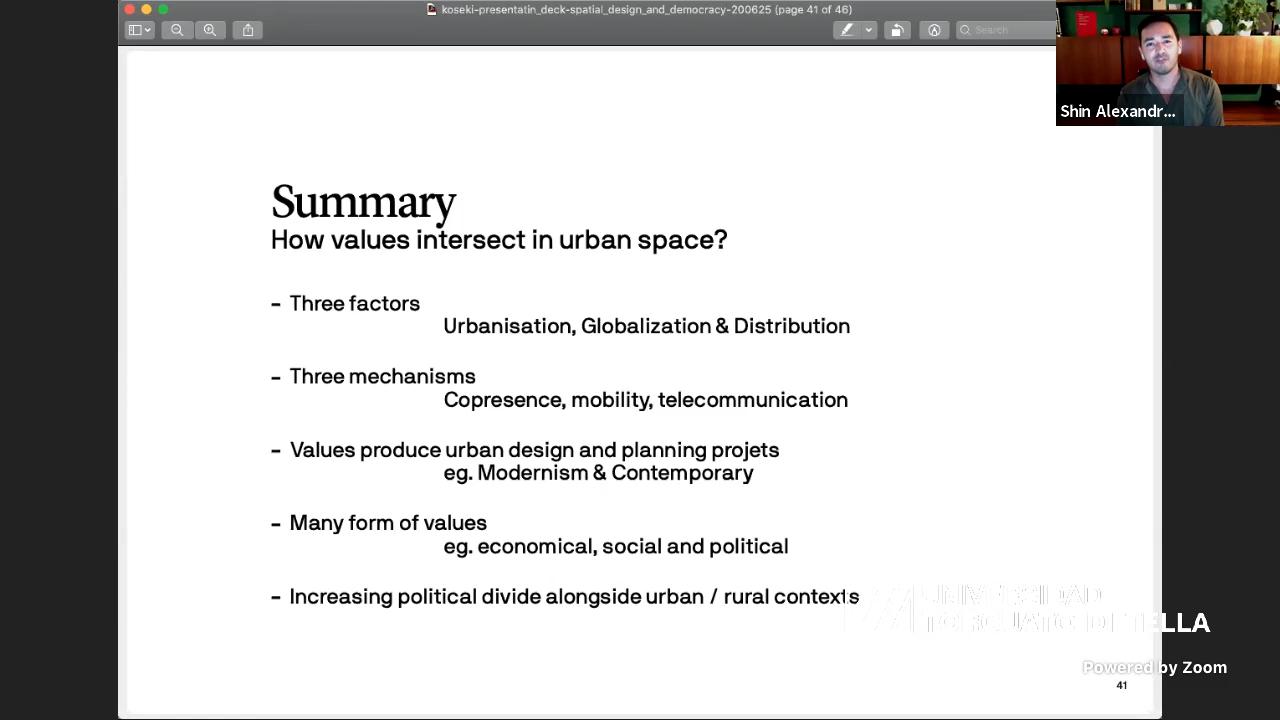 koseki-presentatin_deck-spatial_design_and_democracy-200625 (page 41 of 46)
Search
Shin Alexandr...
Summary
How values intersect in urban space?
- Three factors
Urbanisation, Globalization & Distribution
- Three mechanisms
Copresence, mobility, telecommunication
- Values produce urban design and planning projets
eg. Modernism & Contemporary
- Many form of values
eg. economical, social and political
- Increasing political divide alongside urban / rural contexts
UNIVERSIDAD
TORCUATO DI TELLA
Powered by Zoom
41